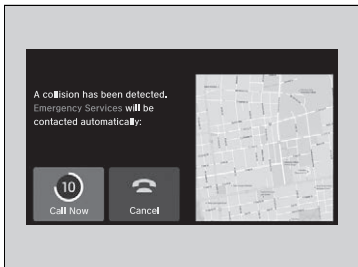 A collision has been detected.
Emergency Services will be
contacted automatically:
10
Call Now
Cancel